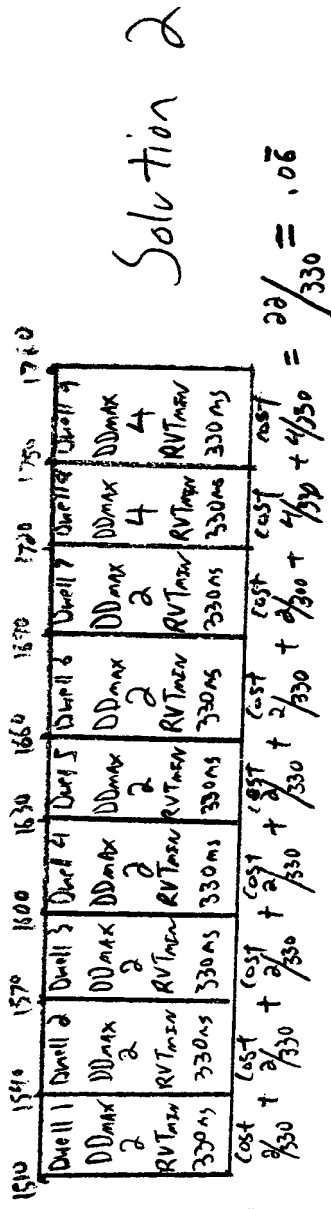 Solution 2
1510 1540 1570 1600 1630 1664 1670 1720 1750 1760
Dwell 1 Dwell 2 Dwell 3 Dwell 4 Dwell 5 Dwell 6 Dwell 7 Dwell 8 Dwell 9
DDMAX DDMAX DDMAX DDMAX DDMAX DDMAX DDMAX DDMAX DDMAX
2 2 2 2 2 2 2 4 4
RVTMIN RVTMIN RVTMIN RVTMIN RVTMIN RVTMIN RVTMIN RVTMIN RVTMIN
330ms 330ms 330ms 330ms 330ms 330ms 330ms 330ms 330ms
Cost Cost Cost Cost Cost Cost Cost Cost Cost
2/330 + 2/330 + 2/330 + 2/330 + 2/330 + 2/330 + 2/300 + 4/330 + 4/330 = 22/330 = .06